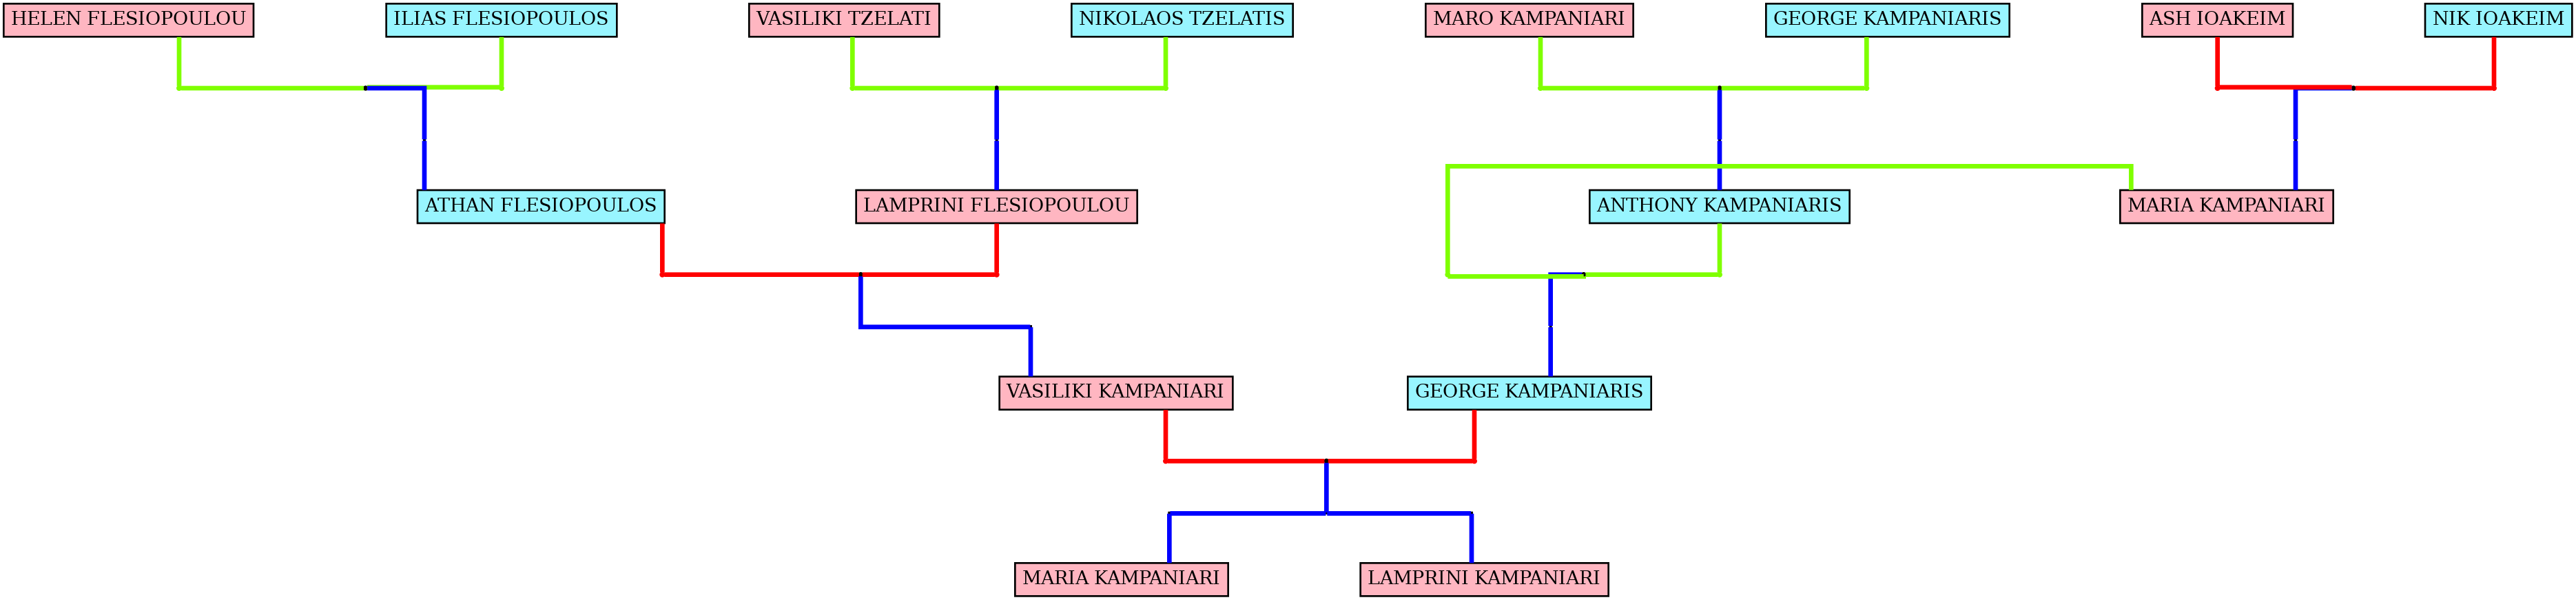 HELEN FLESIOPOULOU
ILIAS FLESIOPOULOS
VASILIKI TZELATI
NIKOLAOS TZELATIS
MARO KAMPANIARI
GEORGE KAMPANIARIS
ASH IOAKEIM
NIK IOAKEIM
ATHAN FLESIOPOULOS
LAMPRINI FLESIOPOULOU
ANTHONY KAMPANIARIS
MARIA KAMPANIARI
VASILIKI KAMPANIARI
GEORGE KAMPANIARIS
MARIA KAMPANIARI
LAMPRINI KAMPANIARI